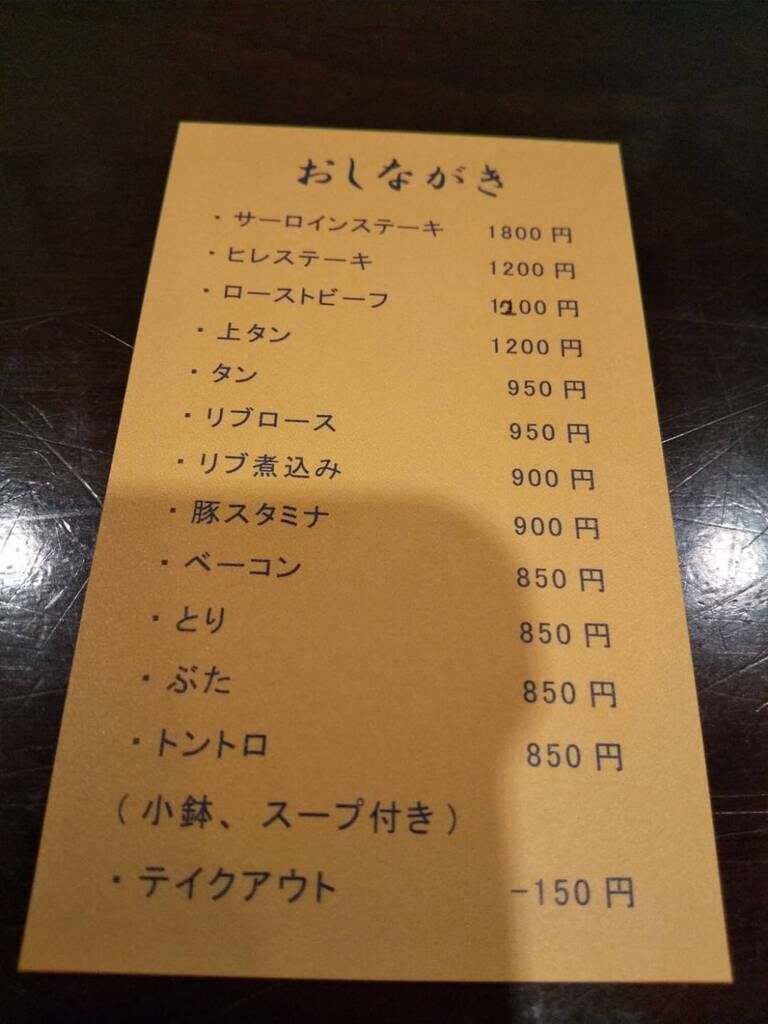 おしながき
・サーロインステーキ 1800円
・ヒレステーキ 1200円
・ローストビーフ 1200円
・上タン 1200円
・タン 950円
・リブロース 950円
・リブ煮込み 900円
・豚スタミナ 900円
・ベーコン 850円
・とり 850円
・ぶた 850円
・トントロ 850円
（小鉢、スープ付き）
・テイクアウト -150円